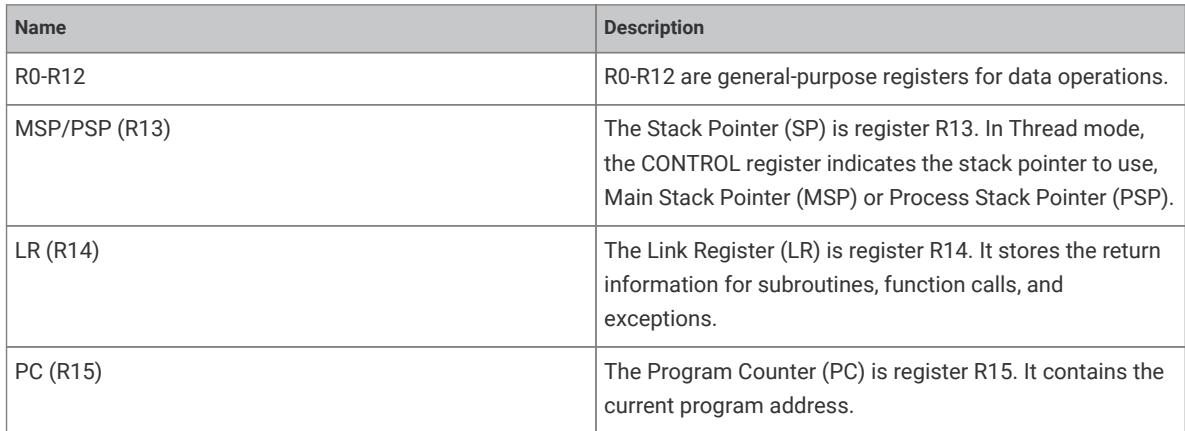 Name
Description
R0-R12
R0-R12 are general-purpose registers for data operations.
MSP/PSP (R13)
The Stack Pointer (SP) is register R13. In Thread mode,
the CONTROL register indicates the stack pointer to use,
Main Stack Pointer (MSP) or Process Stack Pointer (PSP).
LR (R14)
The Link Register (LR) is register R14. It stores the return
information for subroutines, function calls, and
exceptions.
PC (R15)
The Program Counter (PC) is register R15. It contains the
current program address.